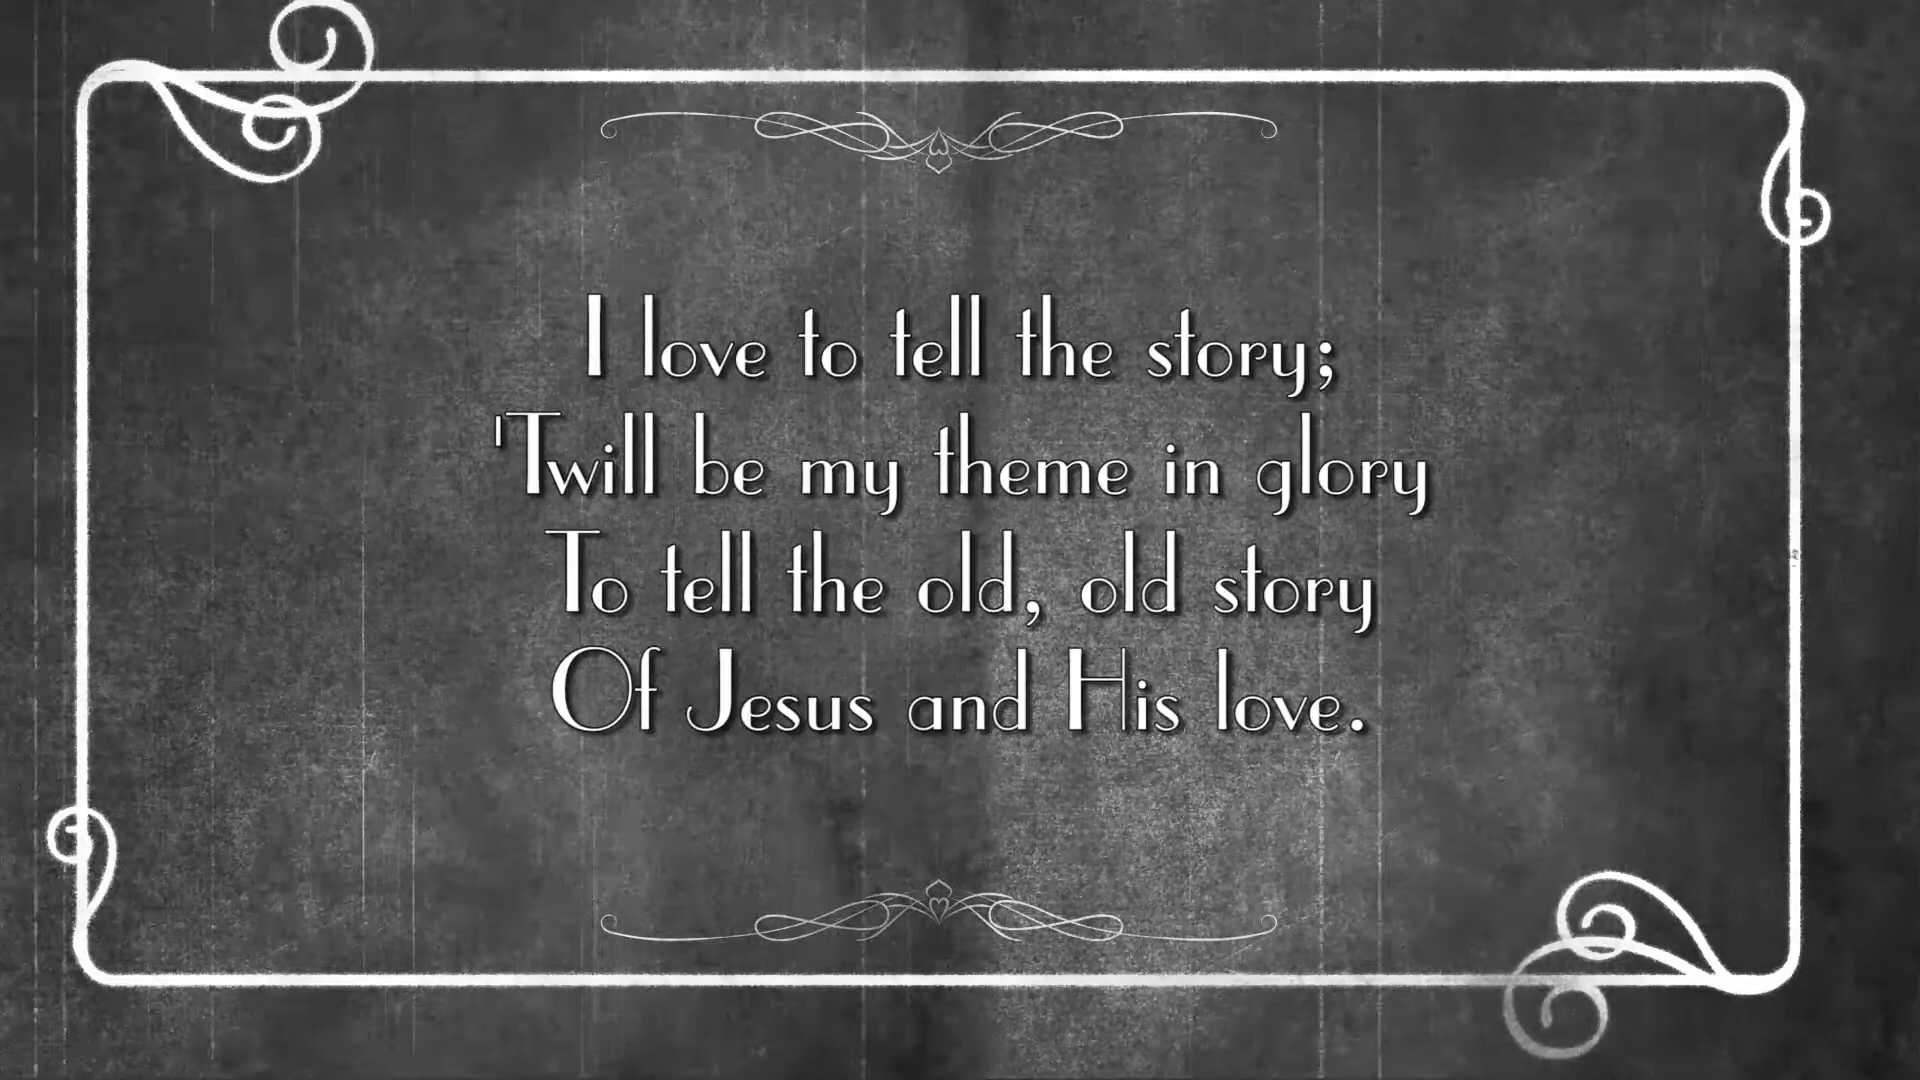 I love to tell the story;
'Twill be my theme in glory
To tell the old, old story
Of Jesus and His love.